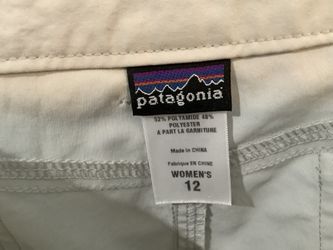 patagonia
52% POLYAMIDE 48%
POLYESTER
A PART LA GARNITURE
Made in CHINA
Fabriqué EN CHINE
WOMEN'S
12